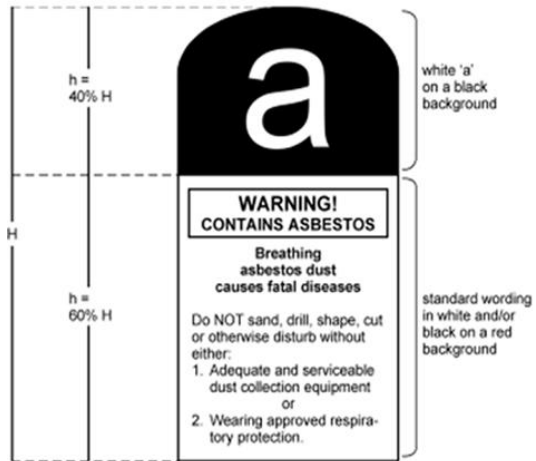 h =
40% H
a
white 'a'
on a black
background
WARNING!
CONTAINS ASBESTOS
Breathing
asbestos dust
causes fatal diseases
H
h =
60% H
Do NOT sand, drill, shape, cut
or otherwise disturb without
either:
1. Adequate and serviceable
dust collection equipment
or
2. Wearing approved respira-
tory protection.
standard wording
in white and/or
black on a red
background